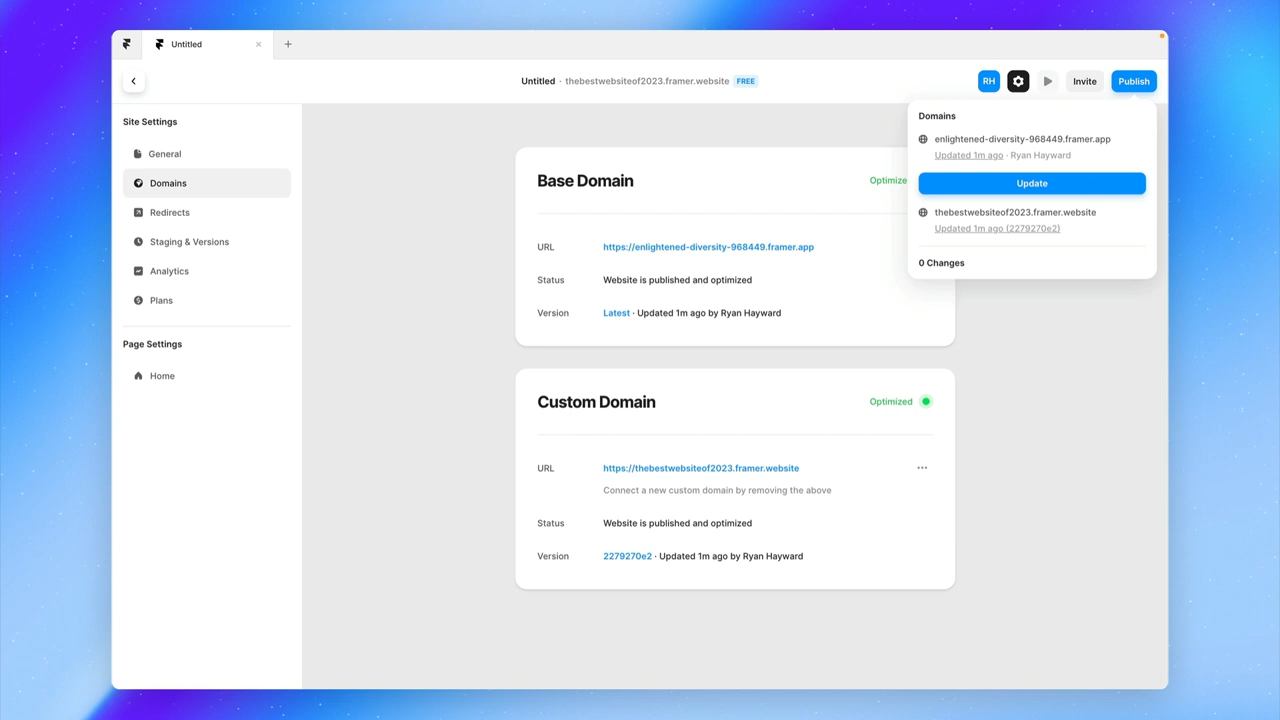 Untitled
Untitled · thebestwebsiteof2023.framer.website FREE
RH
Invite
Publish
Site Settings
General
Domains
Redirects
Staging & Versions
Analytics
Plans
Page Settings
Home
Base Domain
Optimize
URL
https://enlightened-diversity-968449.framer.app
Status
Website is published and optimized
Version
Latest · Updated 1m ago by Ryan Hayward
Custom Domain
Optimized
URL
https://thebestwebsiteof2023.framer.website
Connect a new custom domain by removing the above
Status
Website is published and optimized
Version
2279270e2 · Updated 1m ago by Ryan Hayward
Domains
enlightened-diversity-968449.framer.app
Updated 1m ago · Ryan Hayward
Update
thebestwebsiteof2023.framer.website
Updated 1m ago (2279270e2)
0 Changes